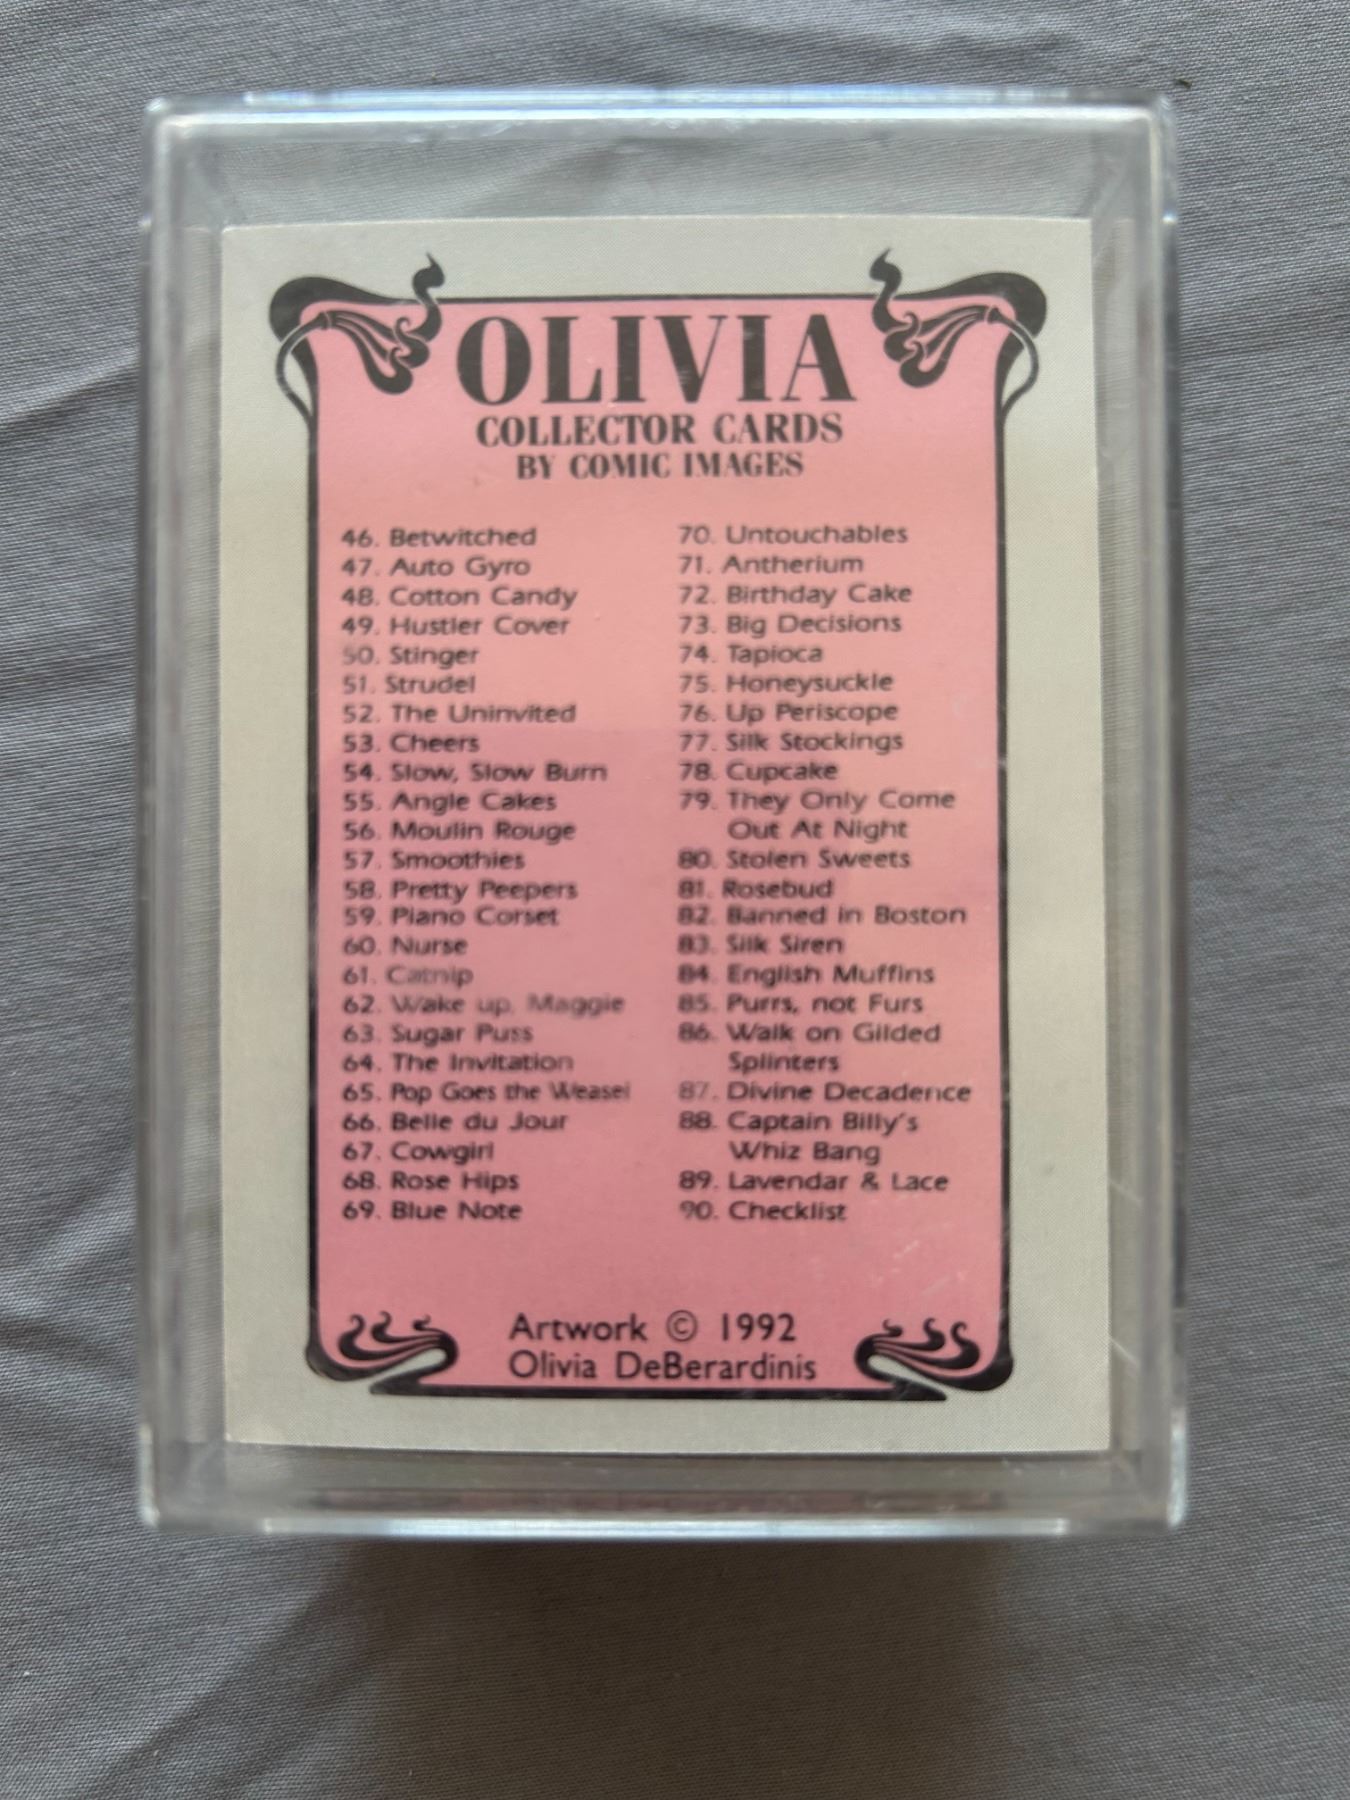 OLIVIA
COLLECTOR CARDS
BY COMIC IMAGES
46. Betwitched
47. Auto Gyro
48. Cotton Candy
49. Hustler Cover
50. Stinger
51. Strudel
52. The Uninvited
53. Cheers
54. Slow, Slow Burn
55. Angle Cakes
56. Moulin Rouge
57. Smoothies
58. Pretty Peepers
59. Piano Corset
60. Nurse
61. Catnip
62. Wake up, Maggie
63. Sugar Puss
64. The Invitation
65. Pop Goes the Weasel
66. Belle du Jour
67. Cowgirl
68. Rose Hips
69. Blue Note
70. Untouchables
71. Antherium
72. Birthday Cake
73. Big Decisions
74. Tapioca
75. Honeysuckle
76. Up Periscope
77. Silk Stockings
78. Cupcake
79. They Only Come
Out At Night
80. Stolen Sweets
81. Rosebud
82. Banned in Boston
83. Silk Siren
84. English Muffins
85. Purrs, not Furs
86. Walk on Gilded
Splinters
87. Divine Decadence
88. Captain Billy's
Whiz Bang
89. Lavendar & Lace
90. Checklist
Artwork © 1992
Olivia DeBerardinis